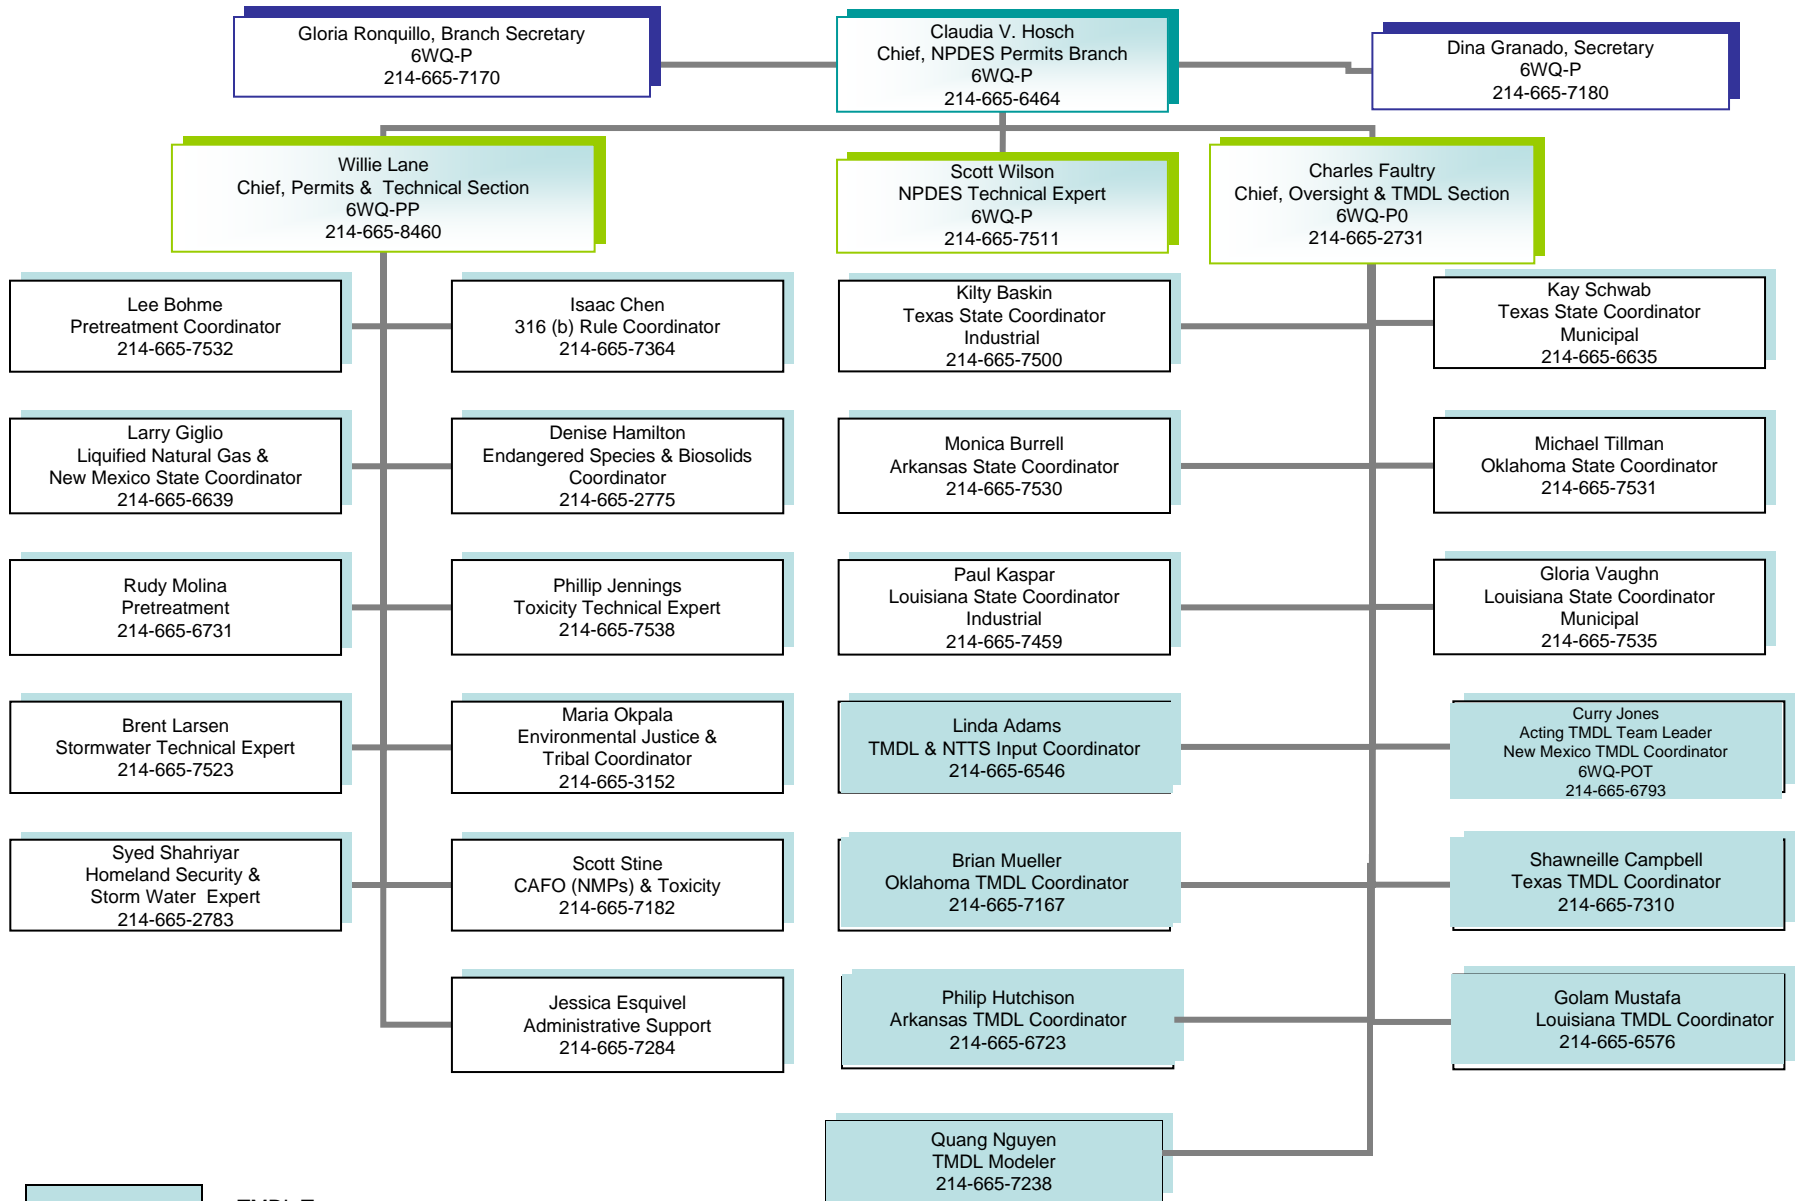 Gloria Ronquillo, Branch Secretary
6WQ-P
214-665-7170
Claudia V. Hosch
Chief, NPDES Permits Branch
6WQ-P
214-665-6464
Dina Granado, Secretary
6WQ-P
214-665-7180
Willie Lane
Chief, Permits & Technical Section
6WQ-PP
214-665-8460
Scott Wilson
NPDES Technical Expert
6WQ-P
214-665-7511
Charles Faultry
Chief, Oversight & TMDL Section
6WQ-P0
214-665-2731
Lee Bohme
Pretreatment Coordinator
214-665-7532
Isaac Chen
316 (b) Rule Coordinator
214-665-7364
Kilty Baskin
Texas State Coordinator
Industrial
214-665-7500
Kay Schwab
Texas State Coordinator
Municipal
214-665-6635
Larry Giglio
Liquified Natural Gas &
New Mexico State Coordinator
214-665-6639
Denise Hamilton
Endangered Species & Biosolids
Coordinator
214-665-2775
Monica Burrell
Arkansas State Coordinator
214-665-7530
Michael Tillman
Oklahoma State Coordinator
214-665-7531
Rudy Molina
Pretreatment
214-665-6731
Phillip Jennings
Toxicity Technical Expert
214-665-7538
Paul Kaspar
Louisiana State Coordinator
Industrial
214-665-7459
Gloria Vaughn
Louisiana State Coordinator
Municipal
214-665-7535
Brent Larsen
Stormwater Technical Expert
214-665-7523
Maria Okpala
Environmental Justice &
Tribal Coordinator
214-665-3152
Linda Adams
TMDL & NTTS Input Coordinator
214-665-6546
Curry Jones
Acting TMDL Team Leader
New Mexico TMDL Coordinator
6WQ-POT
214-665-6793
Syed Shahriyar
Homeland Security &
Storm Water Expert
214-665-2783
Scott Stine
CAFO (NMPs) & Toxicity
214-665-7182
Brian Mueller
Oklahoma TMDL Coordinator
214-665-7167
Shawneille Campbell
Texas TMDL Coordinator
214-665-7310
Jessica Esquivel
Administrative Support
214-665-7284
Philip Hutchison
Arkansas TMDL Coordinator
214-665-6723
Golam Mustafa
Louisiana TMDL Coordinator
214-665-6576
Quang Nguyen
TMDL Modeler
214-665-7238
TMDL